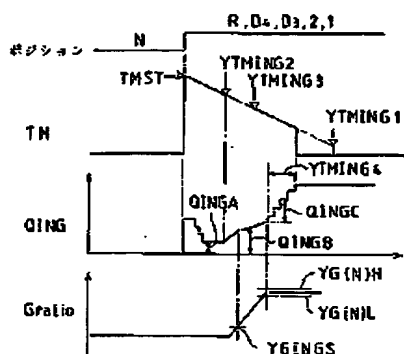 R,D4,D3,2,1
ポジション N
TMST
YTMING2
YTMING3
YTMING1
TM
YTMING4
QINGA
QINGC
QING
QINGB
YG(N)H
YG(N)L
Gratio
YGINGS